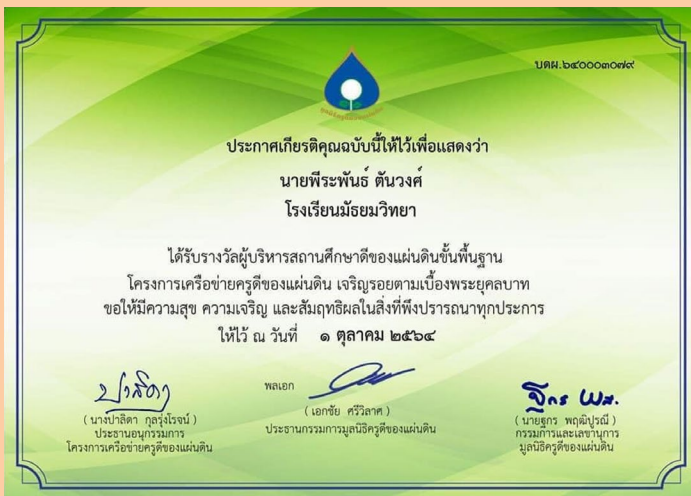 บดผ.๖๔๐๐๐๓๐๗๙
ประกาศเกียรติคุณฉบับนี้ให้ไว้เพื่อแสดงว่า
นายพีระพันธ์ ตันวงศ์
โรงเรียนมัธยมวิทยา
ได้รับรางวัลผู้บริหารสถานศึกษาดีของแผ่นดินขั้นพื้นฐาน
โครงการเครือข่ายครูดีของแผ่นดิน เจริญรอยตามเบื้องพระยุคลบาท
ขอให้มีความสุข ความเจริญ และสัมฤทธิผลในสิ่งที่พึงปรารถนาทุกประการ
ให้ไว้ ณ วันที่ ๑ ตุลาคม ๒๕๖๔
พลเอก
( นางปาลิดา กุลรุ่งโรจน์ )
ประธานอนุกรรมการ
โครงการเครือข่ายครูดีของแผ่นดิน
( เอกชัย ศรีวิลาศ )
ประธานกรรมการมูลนิธิครูดีของแผ่นดิน
( นายฐกร พฤฒิปูรณี )
กรรมการและเลขานุการ
มูลนิธิครูดีของแผ่นดิน